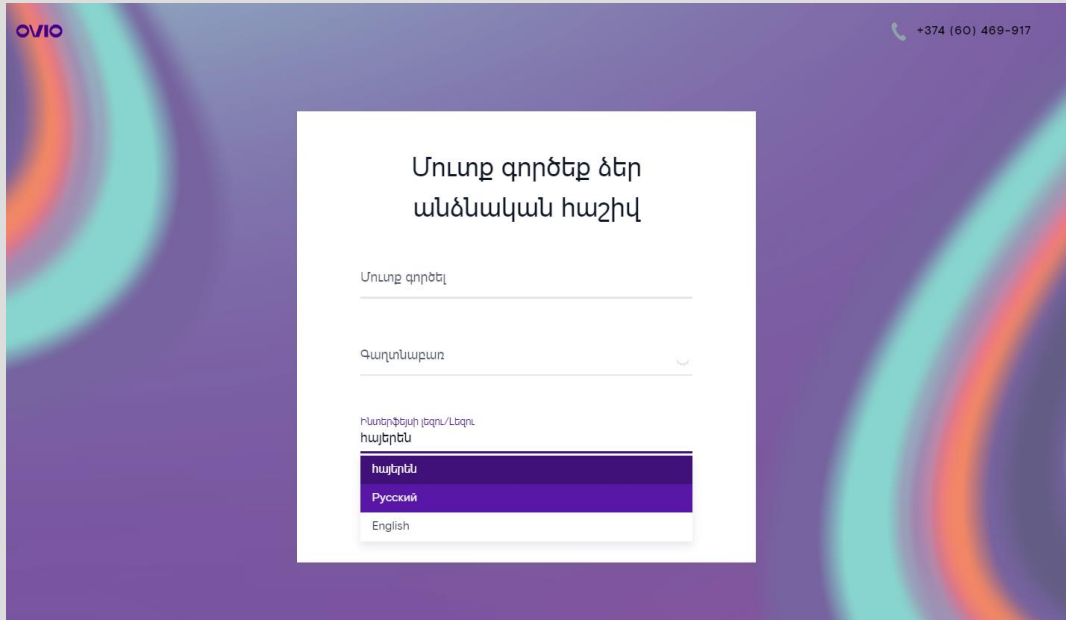 OVIO
+374 (60) 469-917
Մուտք գործեք ձեր
անձնական հաշիվ
Մուտք գործել
Գաղտնաբառ
Ինտերֆեյսի լեզու/Լեզու
հայերեն
հայերեն
Русский
English